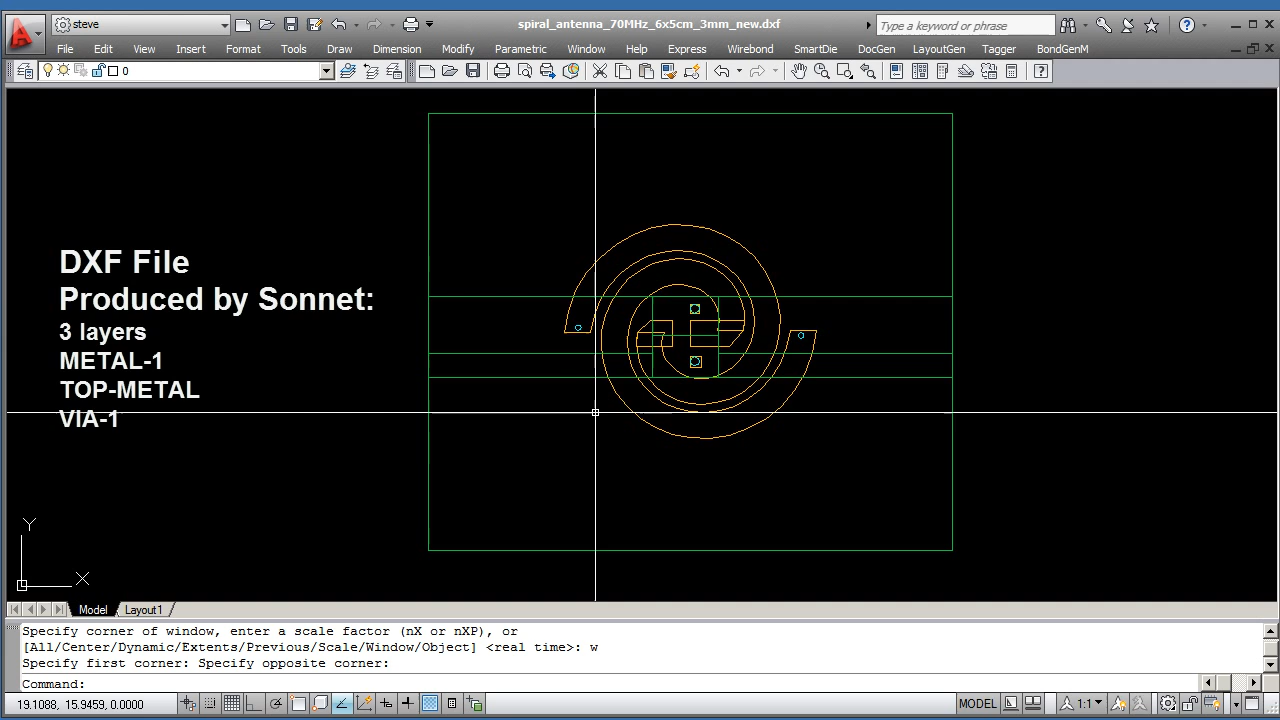 steve
spiral_antenna_70MHz_6x5cm_3mm_new.dxf
Type a keyword or phrase
File Edit View Insert Format Tools Draw Dimension Modify Parametric Window Help Express Wirebond SmartDie DocGen LayoutGen Tagger BondGenM
0
DXF File
Produced by Sonnet:
3 layers
METAL-1
TOP-METAL
VIA-1
Y
X
Model Layout1
Specify corner of window, enter a scale factor (nX or nXP), or
[All/Center/Dynamic/Extents/Previous/Scale/Window/Object] <real time>: w
Specify first corner: Specify opposite corner:
Command:
19.1088, 15.9459, 0.0000 MODEL 1:1